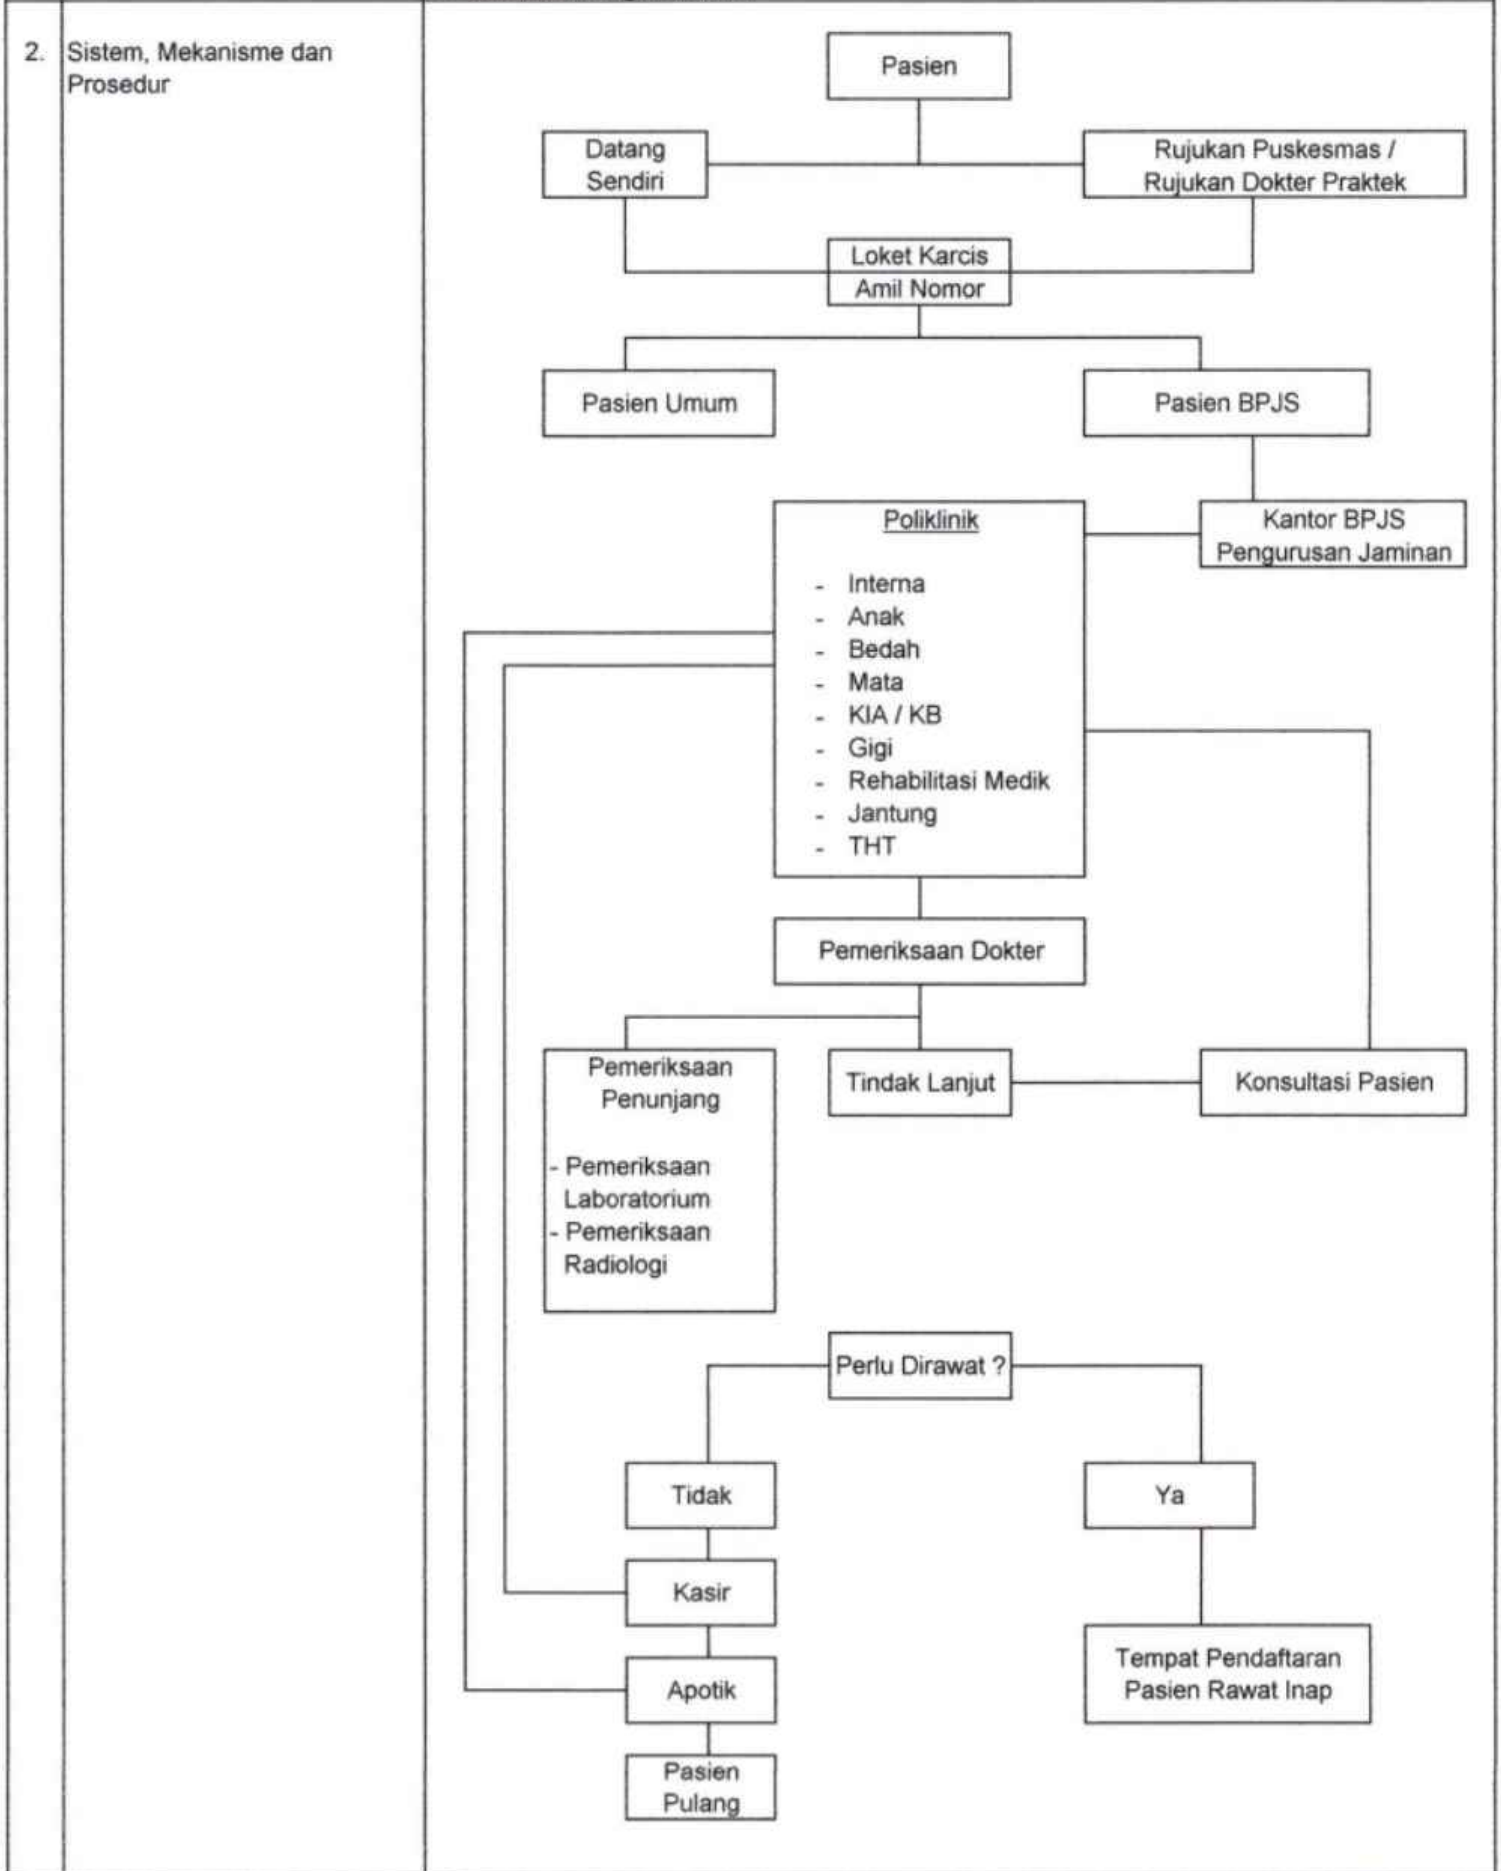 2. Sistem, Mekanisme dan
Prosedur
Pasien
Datang
Sendiri
Rujukan Puskesmas /
Rujukan Dokter Praktek
Loket Karcis
Amil Nomor
Pasien Umum
Pasien BPJS
Kantor BPJS
Pengurusan Jaminan
Poliklinik
- Interna
- Anak
- Bedah
- Mata
- KIA / KB
- Gigi
- Rehabilitasi Medik
- Jantung
- THT
Pemeriksaan Dokter
Pemeriksaan
Penunjang
- Pemeriksaan
Laboratorium
- Pemeriksaan
Radiologi
Tindak Lanjut
Konsultasi Pasien
Perlu Dirawat ?
Tidak
Ya
Kasir
Apotik
Tempat Pendaftaran
Pasien Rawat Inap
Pasien
Pulang